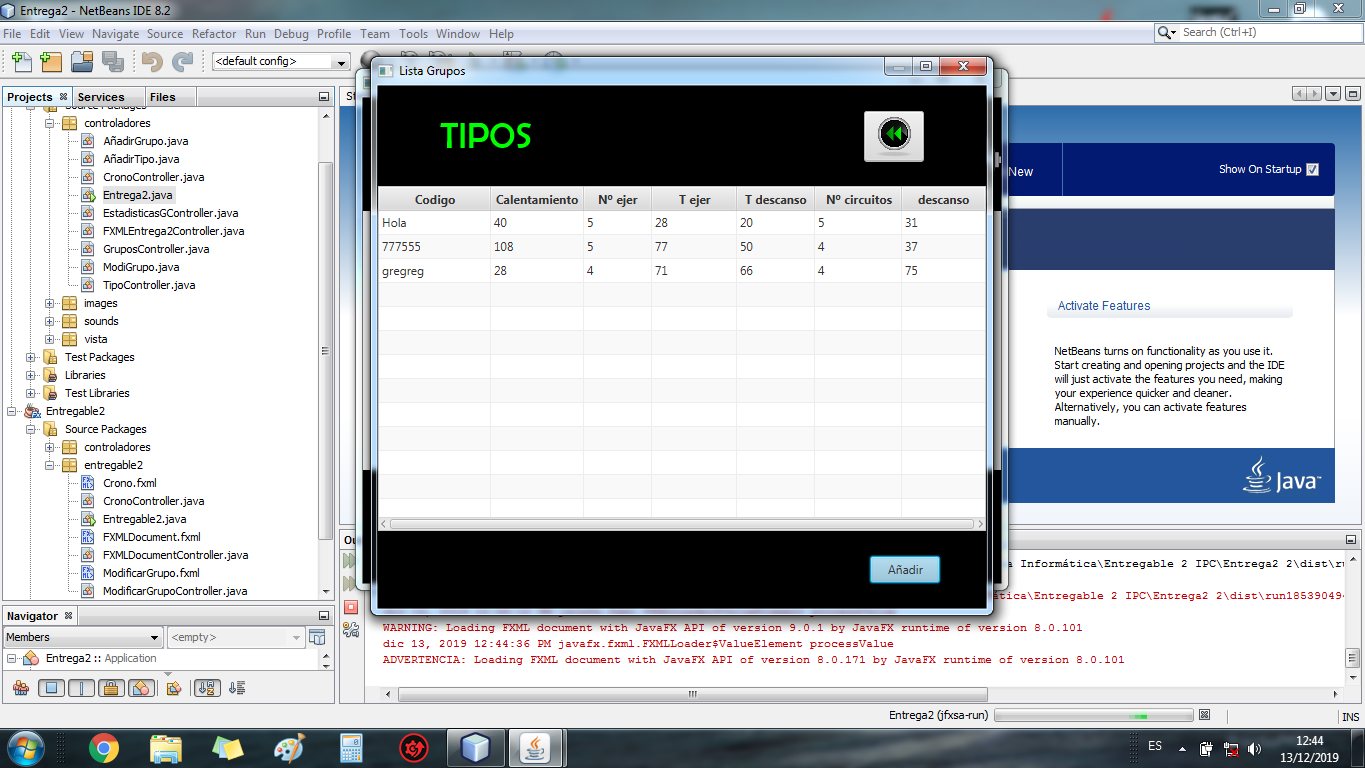 Entrega2 - NetBeans IDE 8.2
File Edit View Navigate Source Refactor Run Debug Profile Team Tools Window Help
Search (Ctrl+I)
<default config>
Projects Services Files
controladores
AñadirGrupo.java
AñadirTipo.java
CronoController.java
Entrega2.java
EstadisticasGController.java
FXMLEntrega2Controller.java
GruposController.java
ModiGrupo.java
TipoController.java
images
sounds
vista
Test Packages
Libraries
Test Libraries
Entregable2
Source Packages
controladores
entregable2
Crono.fxml
CronoController.java
Entregable2.java
FXMLDocument.fxml
FXMLDocumentController.java
ModificarGrupo.fxml
ModificarGrupoController.java
Navigator
Members <empty>
Entrega2 :: Application
Lista Grupos
TIPOS
Codigo Calentamiento Nº ejer T ejer T descanso Nº circuitos descanso
Hola 40 5 28 20 5 31
777555 108 5 77 50 4 37
gregreg 28 4 71 66 4 75
Añadir
New
Show On Startup
Activate Features
NetBeans turns on functionality as you use it.
Start creating and opening projects and the IDE
will just activate the features you need, making
your experience quicker and cleaner.
Alternatively, you can activate features
manually.
Java
Informática\Entregable 2 IPC\Entrega2 2\dist\ru
mática\Entregable 2 IPC\Entrega2 2\dist\run18539049
WARNING: Loading FXML document with JavaFX API of version 9.0.1 by JavaFX runtime of version 8.0.101
dic 13, 2019 12:44:36 PM javafx.fxml.FXMLLoader$ValueElement processValue
ADVERTENCIA: Loading FXML document with JavaFX API of version 8.0.171 by JavaFX runtime of version 8.0.101
Entrega2 (jfxsa-run)
INS
ES
12:44
13/12/2019